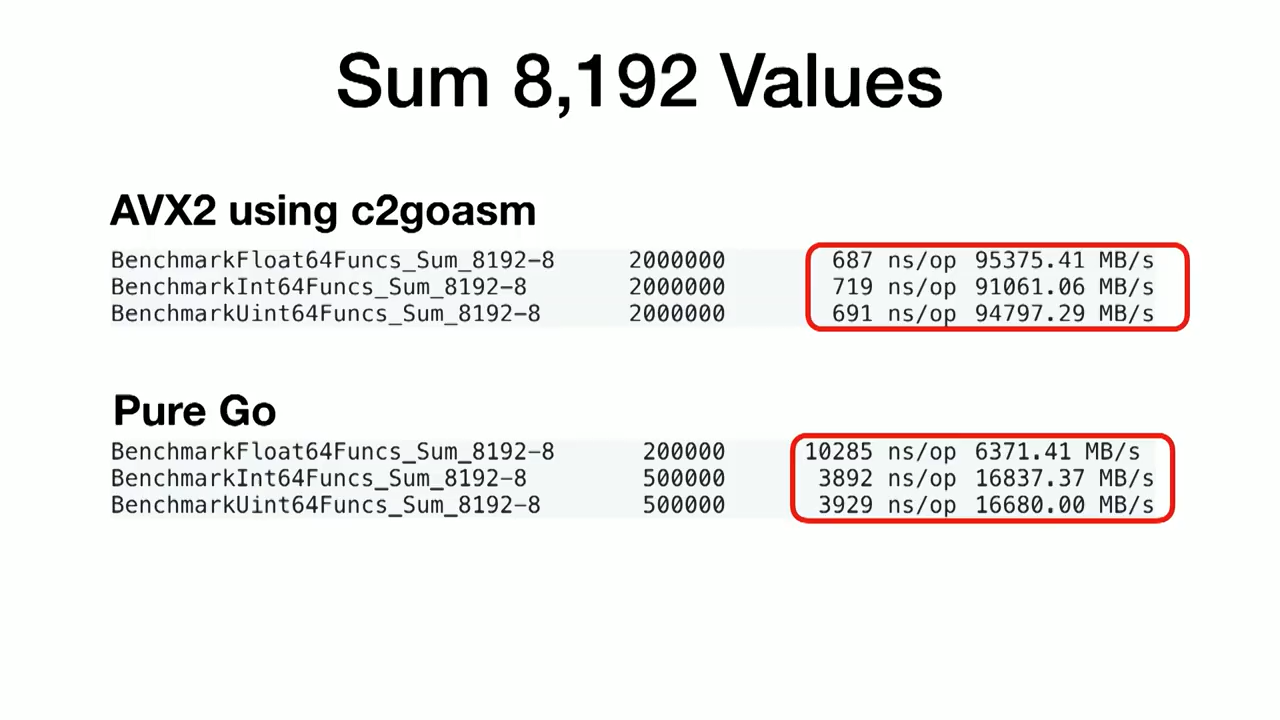 Sum 8,192 Values
AVX2 using c2goasm
BenchmarkFloat64Funcs_Sum_8192-8 2000000 687 ns/op 95375.41 MB/s
BenchmarkInt64Funcs_Sum_8192-8 2000000 719 ns/op 91061.06 MB/s
BenchmarkUint64Funcs_Sum_8192-8 2000000 691 ns/op 94797.29 MB/s
Pure Go
BenchmarkFloat64Funcs_Sum_8192-8 200000 10285 ns/op 6371.41 MB/s
BenchmarkInt64Funcs_Sum_8192-8 500000 3892 ns/op 16837.37 MB/s
BenchmarkUint64Funcs_Sum_8192-8 500000 3929 ns/op 16680.00 MB/s